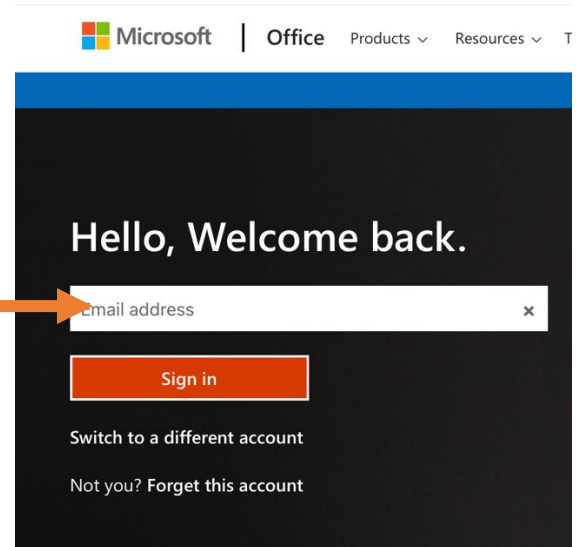 Microsoft Office Products Resources T
Hello, Welcome back.
Email address ×
Sign in
Switch to a different account
Not you? Forget this account